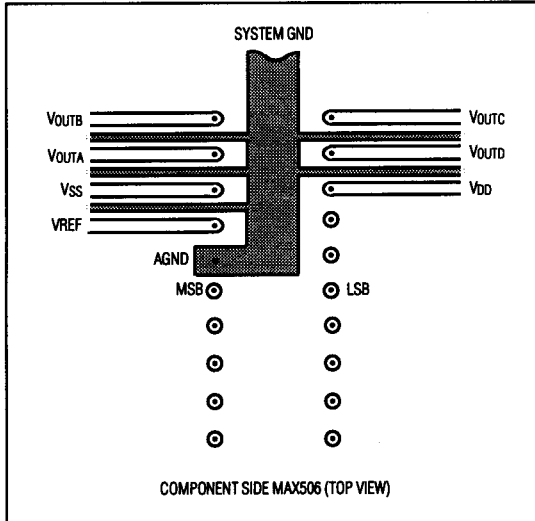 SYSTEM GND
VOUTB
VOUTC
VOUTA
VOUTD
VSS
VDD
VREF
AGND
MSB
LSB
COMPONENT SIDE MAX506 (TOP VIEW)